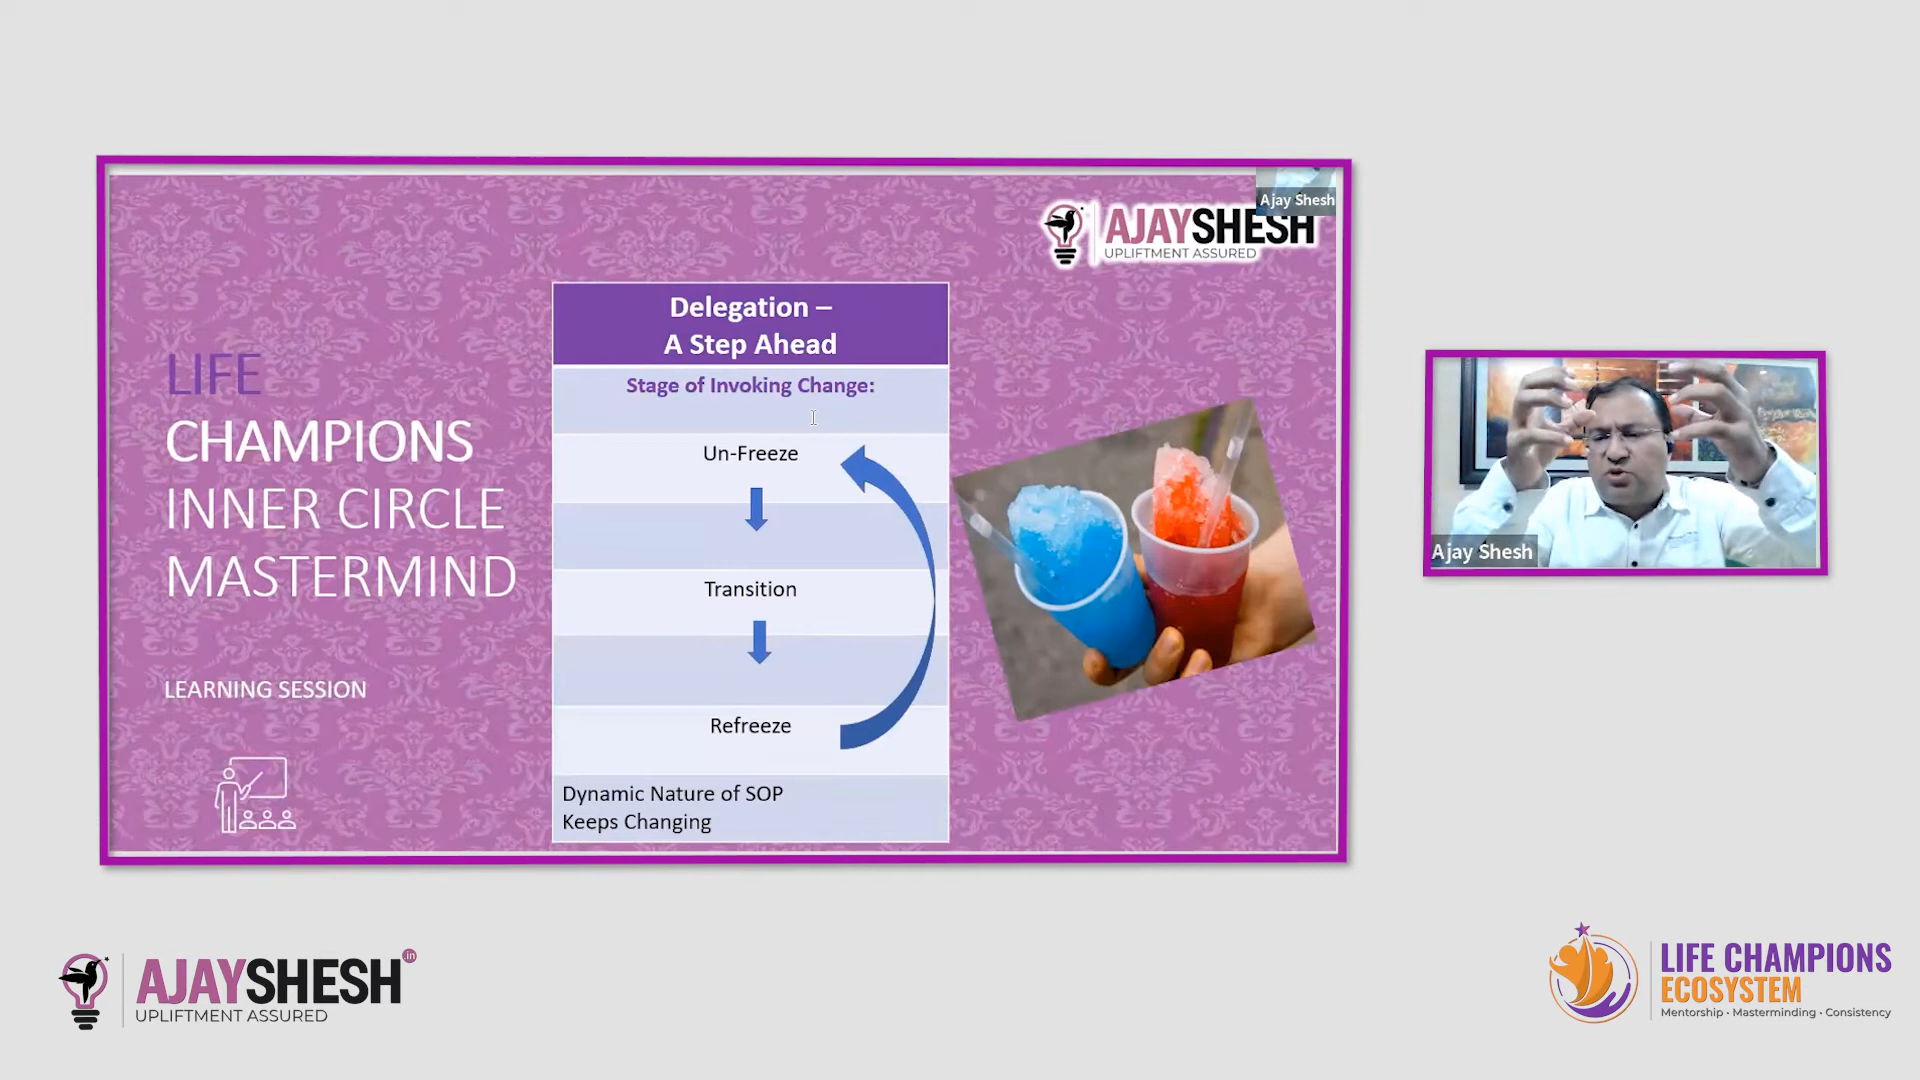 Ajay Shesh
AJAYSHESH
UPLIFTMENT ASSURED
LIFE
CHAMPIONS
INNER CIRCLE
MASTERMIND
LEARNING SESSION
Delegation –
A Step Ahead
Stage of Invoking Change:
Un-Freeze
Transition
Refreeze
Dynamic Nature of SOP
Keeps Changing
Ajay Shesh
AJAYSHESH
in
UPLIFTMENT ASSURED
LIFE CHAMPIONS
ECOSYSTEM
Mentorship • Masterminding • Consistency